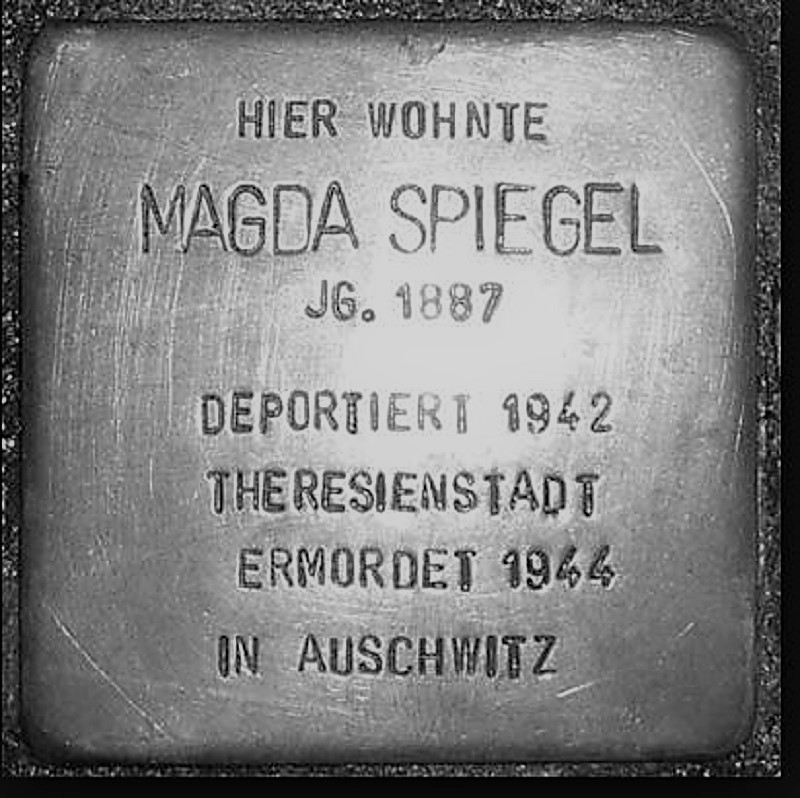 HIER WOHNTE
MAGDA SPIEGEL
JG. 1887
DEPORTIERT 1942
THERESIENSTADT
ERMORDET 1944
IN AUSCHWITZ